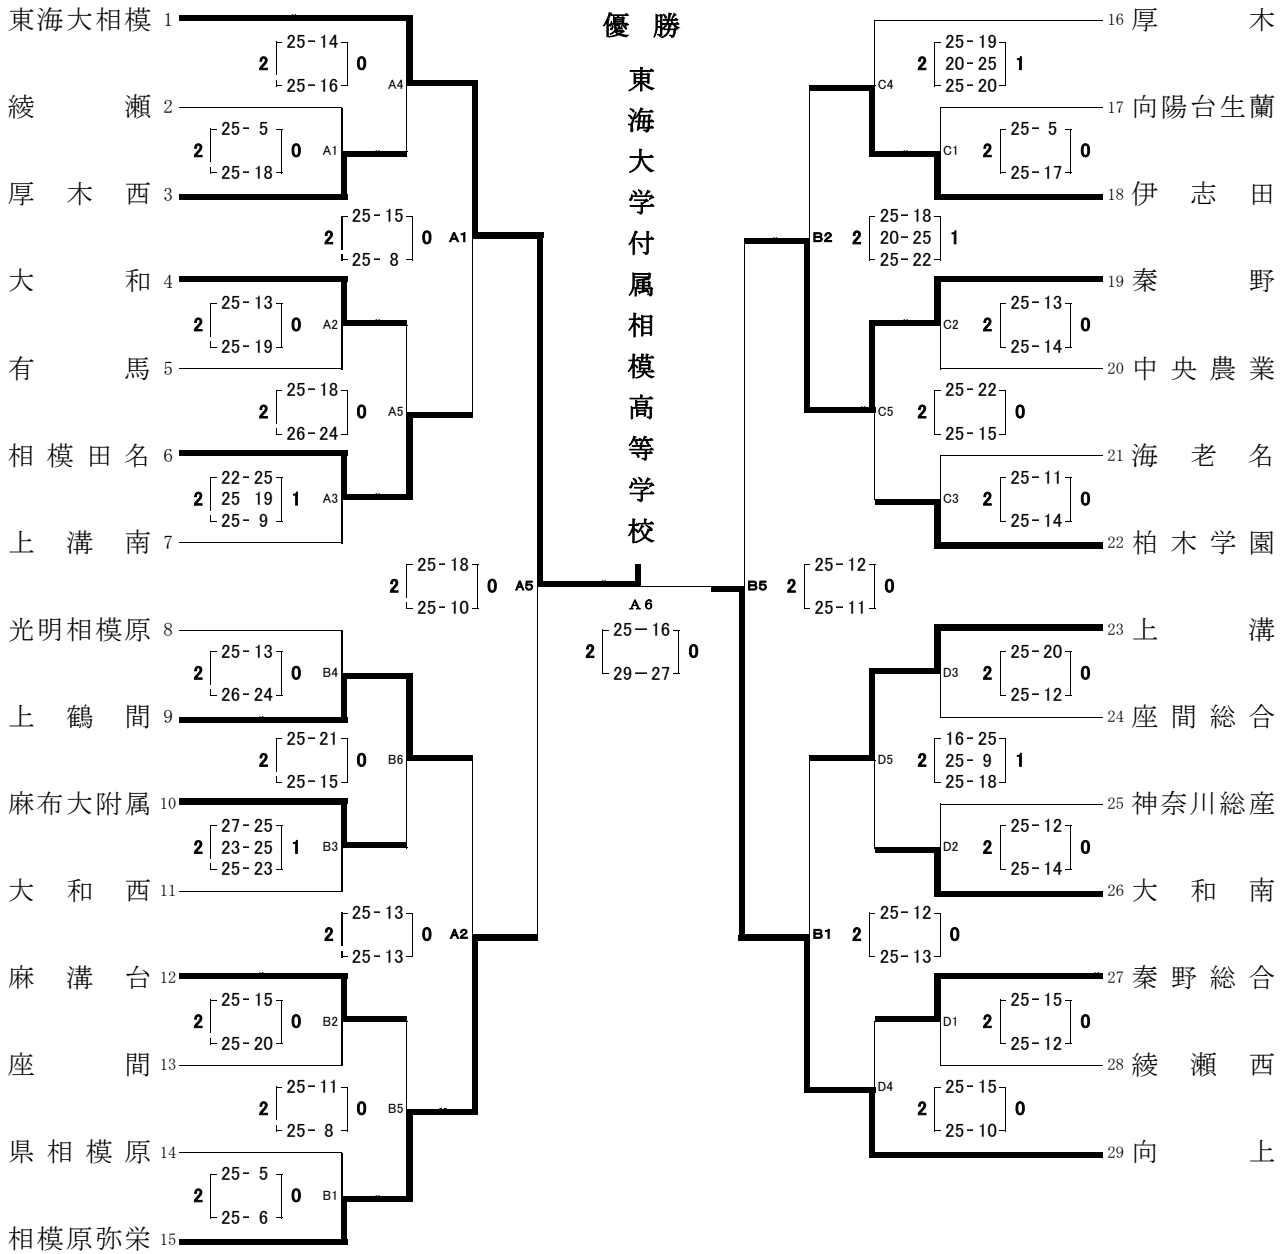 優勝
東海大学付属相模高等学校
東海大相模 1
25-14
2 0
25-16
A4
綾瀬 2
25- 5
2 0 A1
25-18
厚木西 3
25-15
2 0 A1
25- 8
大和 4
25-13
2 0 A2
25-19
有馬 5
25-18
2 0 A5
26-24
相模田名 6
22-25
2 25 19 1 A3
25- 9
上溝南 7
25-18
2 0 A5
25-10
光明相模原 8
25-13
2 0 B4
26-24
上鶴間 9
25-21
2 0 B6
25-15
麻布大附属 10
27-25
2 23-25 1 B3
25-23
大和西 11
25-13
2 0 A2
25-13
麻溝台 12
25-15
2 0 B2
25-20
座間 13
25-11
2 0 B5
25- 8
県相模原 14
25- 5
2 0 B1
25- 6
相模原弥栄 15
A6
25-16
2 0
29-27
16 厚木
25-19
C4 2 20-25 1
25-20
17 向陽台生蘭
25- 5
C1 2 0
25-17
18 伊志田
25-18
B2 2 20-25 1
25-22
19 秦野
25-13
C2 2 0
25-14
20 中央農業
25-22
C5 2 0
25-15
21 海老名
25-11
C3 2 0
25-14
22 柏木学園
25-12
B5 2 0
25-11
23 上溝
25-20
D3 2 0
25-12
24 座間総合
16-25
D5 2 25- 9 1
25-18
25 神奈川総産
25-12
D2 2 0
25-14
26 大和南
25-12
B1 2 0
25-13
27 秦野総合
25-15
D1 2 0
25-12
28 綾瀬西
25-15
D4 2 0
25-10
29 向上